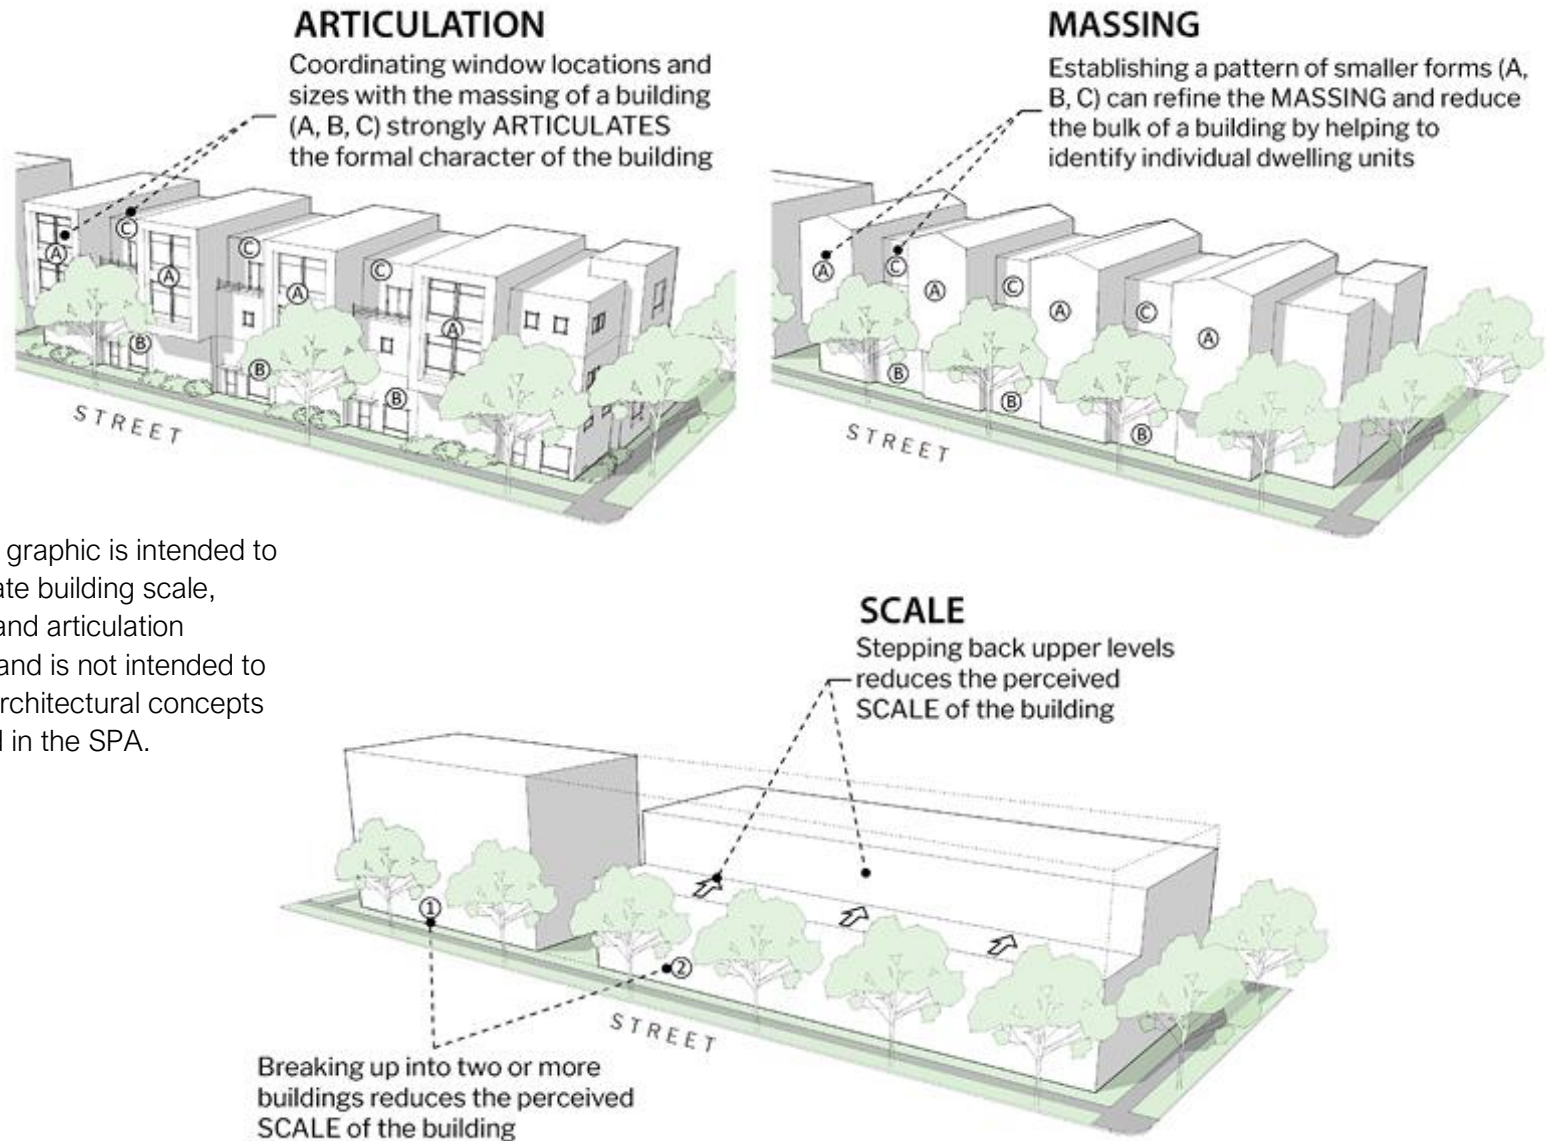 ARTICULATION
Coordinating window locations and
sizes with the massing of a building
(A, B, C) strongly ARTICULATES
the formal character of the building
A
C
A
C
A
C
A
B
B
B
STREET
MASSING
Establishing a pattern of smaller forms (A,
B, C) can refine the MASSING and reduce
the bulk of a building by helping to
identify individual dwelling units
A
C
A
C
A
C
A
B
B
B
STREET
graphic is intended to
ate building scale,
and articulation
and is not intended to
rchitectural concepts
in the SPA.
SCALE
Stepping back upper levels
reduces the perceived
SCALE of the building
1
2
STREET
Breaking up into two or more
buildings reduces the perceived
SCALE of the building